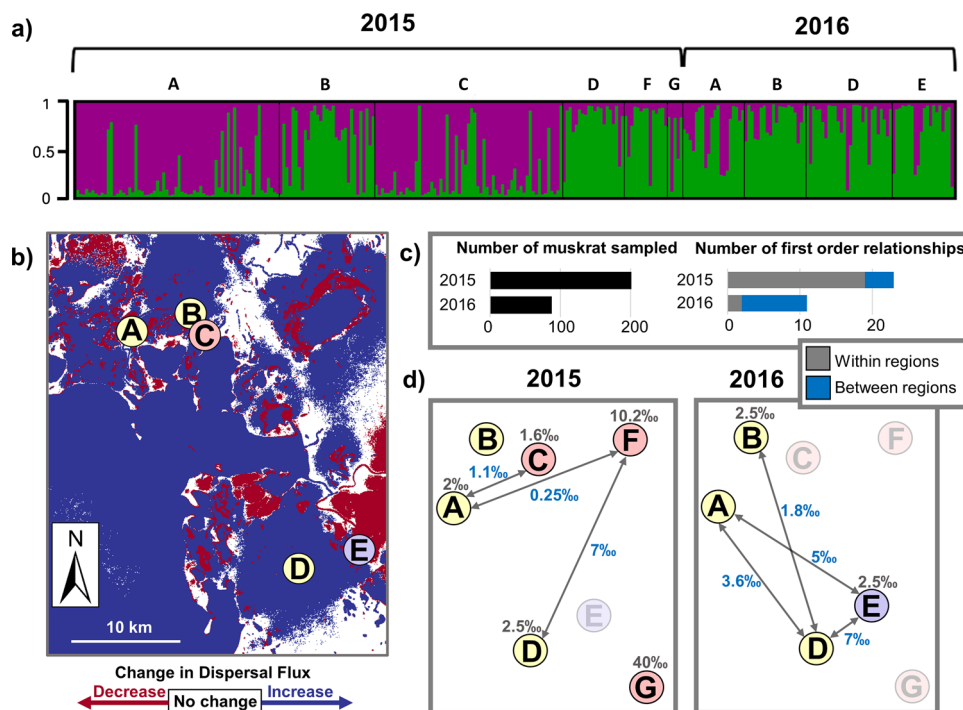 a)
2015
2016
A B C D F G A B D E
1
0.5
0
b)
A
B
C
D
E
N
10 km
Change in Dispersal Flux
Decrease No change Increase
c)
Number of muskrat sampled
2015
2016
0 100 200
Number of first order relationships
2015
2016
0 10 20
Within regions
Between regions
d)
2015
10.2‰
1.6‰
B
C
F
1.1‰
2‰
0.25‰
A
7‰
E
2.5‰
D
40‰
G
2016
2.5‰
B
C
F
A
1.8‰
5‰
3.6‰
2.5‰
E
7‰
D
G